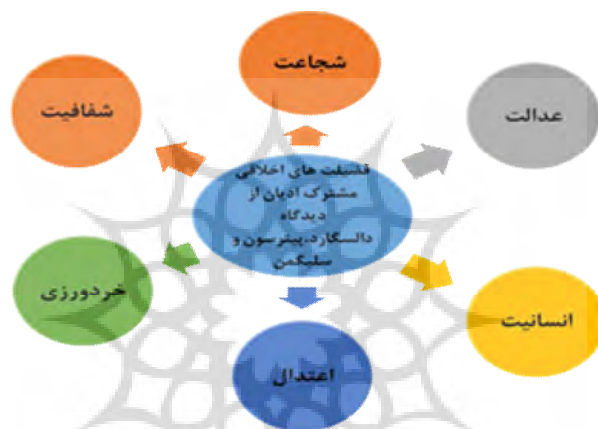 شجاعت
عدالت
شفافیت
فضیلت های اخلاقی
مشترک ادیان از
دیدگاه
دالسگارد،پیترسون و
سلیگمن
خردورزی
انسانیت
اعتدال